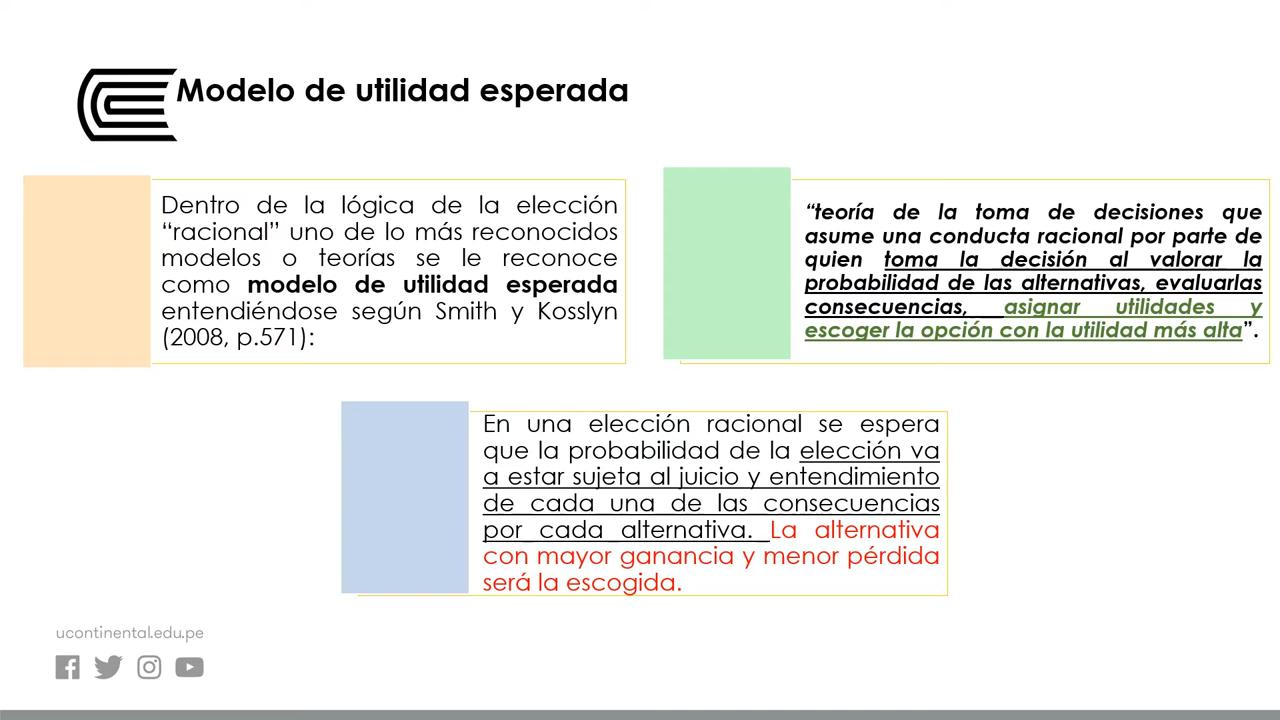 Modelo de utilidad esperada
Dentro de la lógica de la elección
“racional” uno de lo más reconocidos
modelos o teorías se le reconoce
como modelo de utilidad esperada
entendiéndose según Smith y Kosslyn
(2008, p.571):
“teoría de la toma de decisiones que
asume una conducta racional por parte de
quien toma la decisión al valorar la
probabilidad de las alternativas, evaluarlas
consecuencias, asignar utilidades y
escoger la opción con la utilidad más alta”.
En una elección racional se espera
que la probabilidad de la elección va
a estar sujeta al juicio y entendimiento
de cada una de las consecuencias
por cada alternativa. La alternativa
con mayor ganancia y menor pérdida
será la escogida.
ucontinental.edu.pe